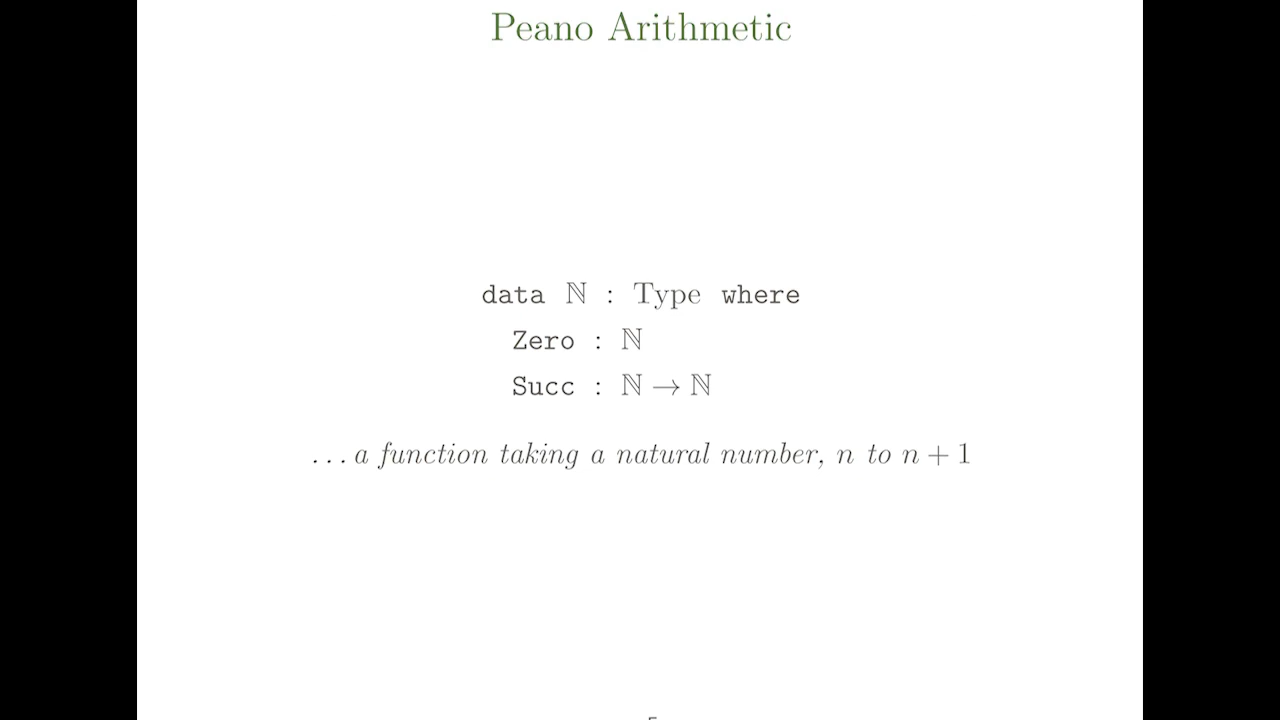 Peano Arithmetic
data ℕ : Type where
Zero : ℕ
Succ : ℕ → ℕ
... a function taking a natural number, n to n + 1